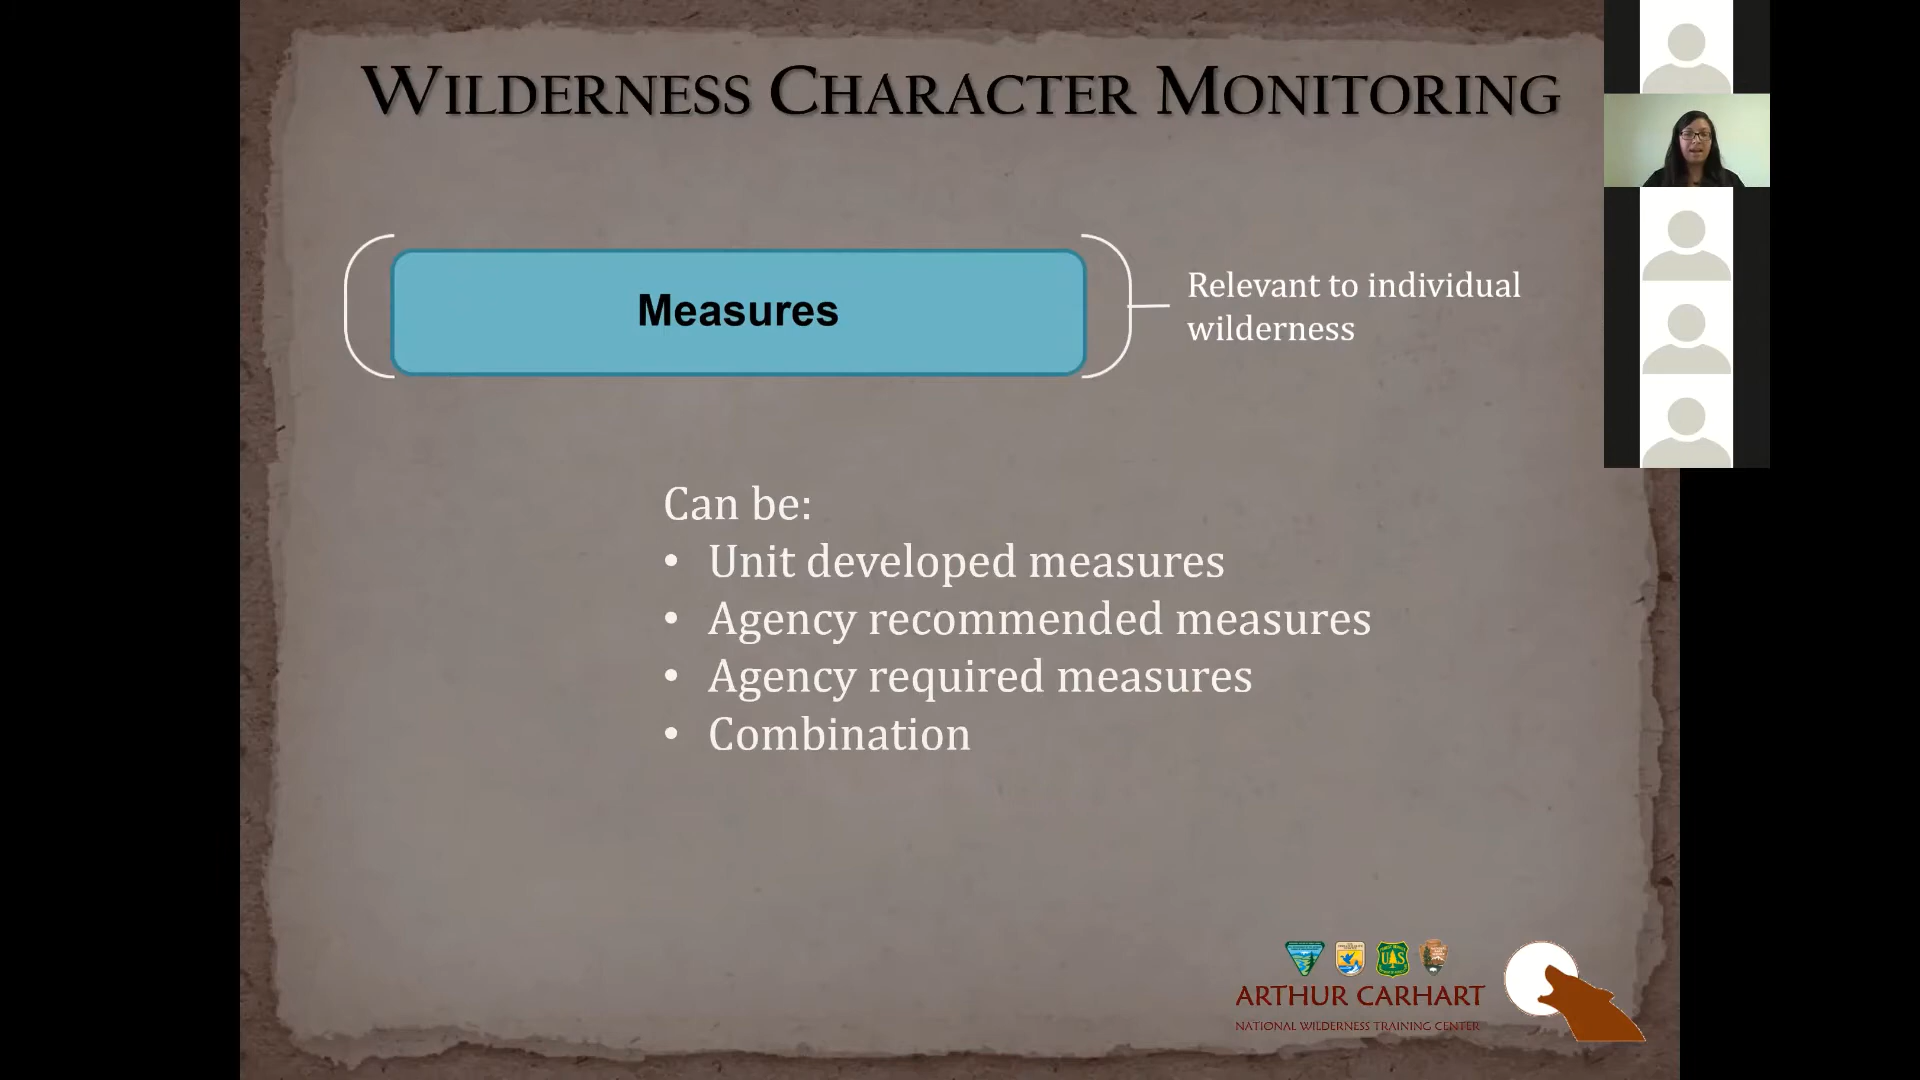 WILDERNESS CHARACTER MONITORING
Measures
Relevant to individual
wilderness
Can be:
• Unit developed measures
• Agency recommended measures
• Agency required measures
• Combination
UAS
ARTHUR CARHART
NATIONAL WILDERNESS TRAINING CENTER